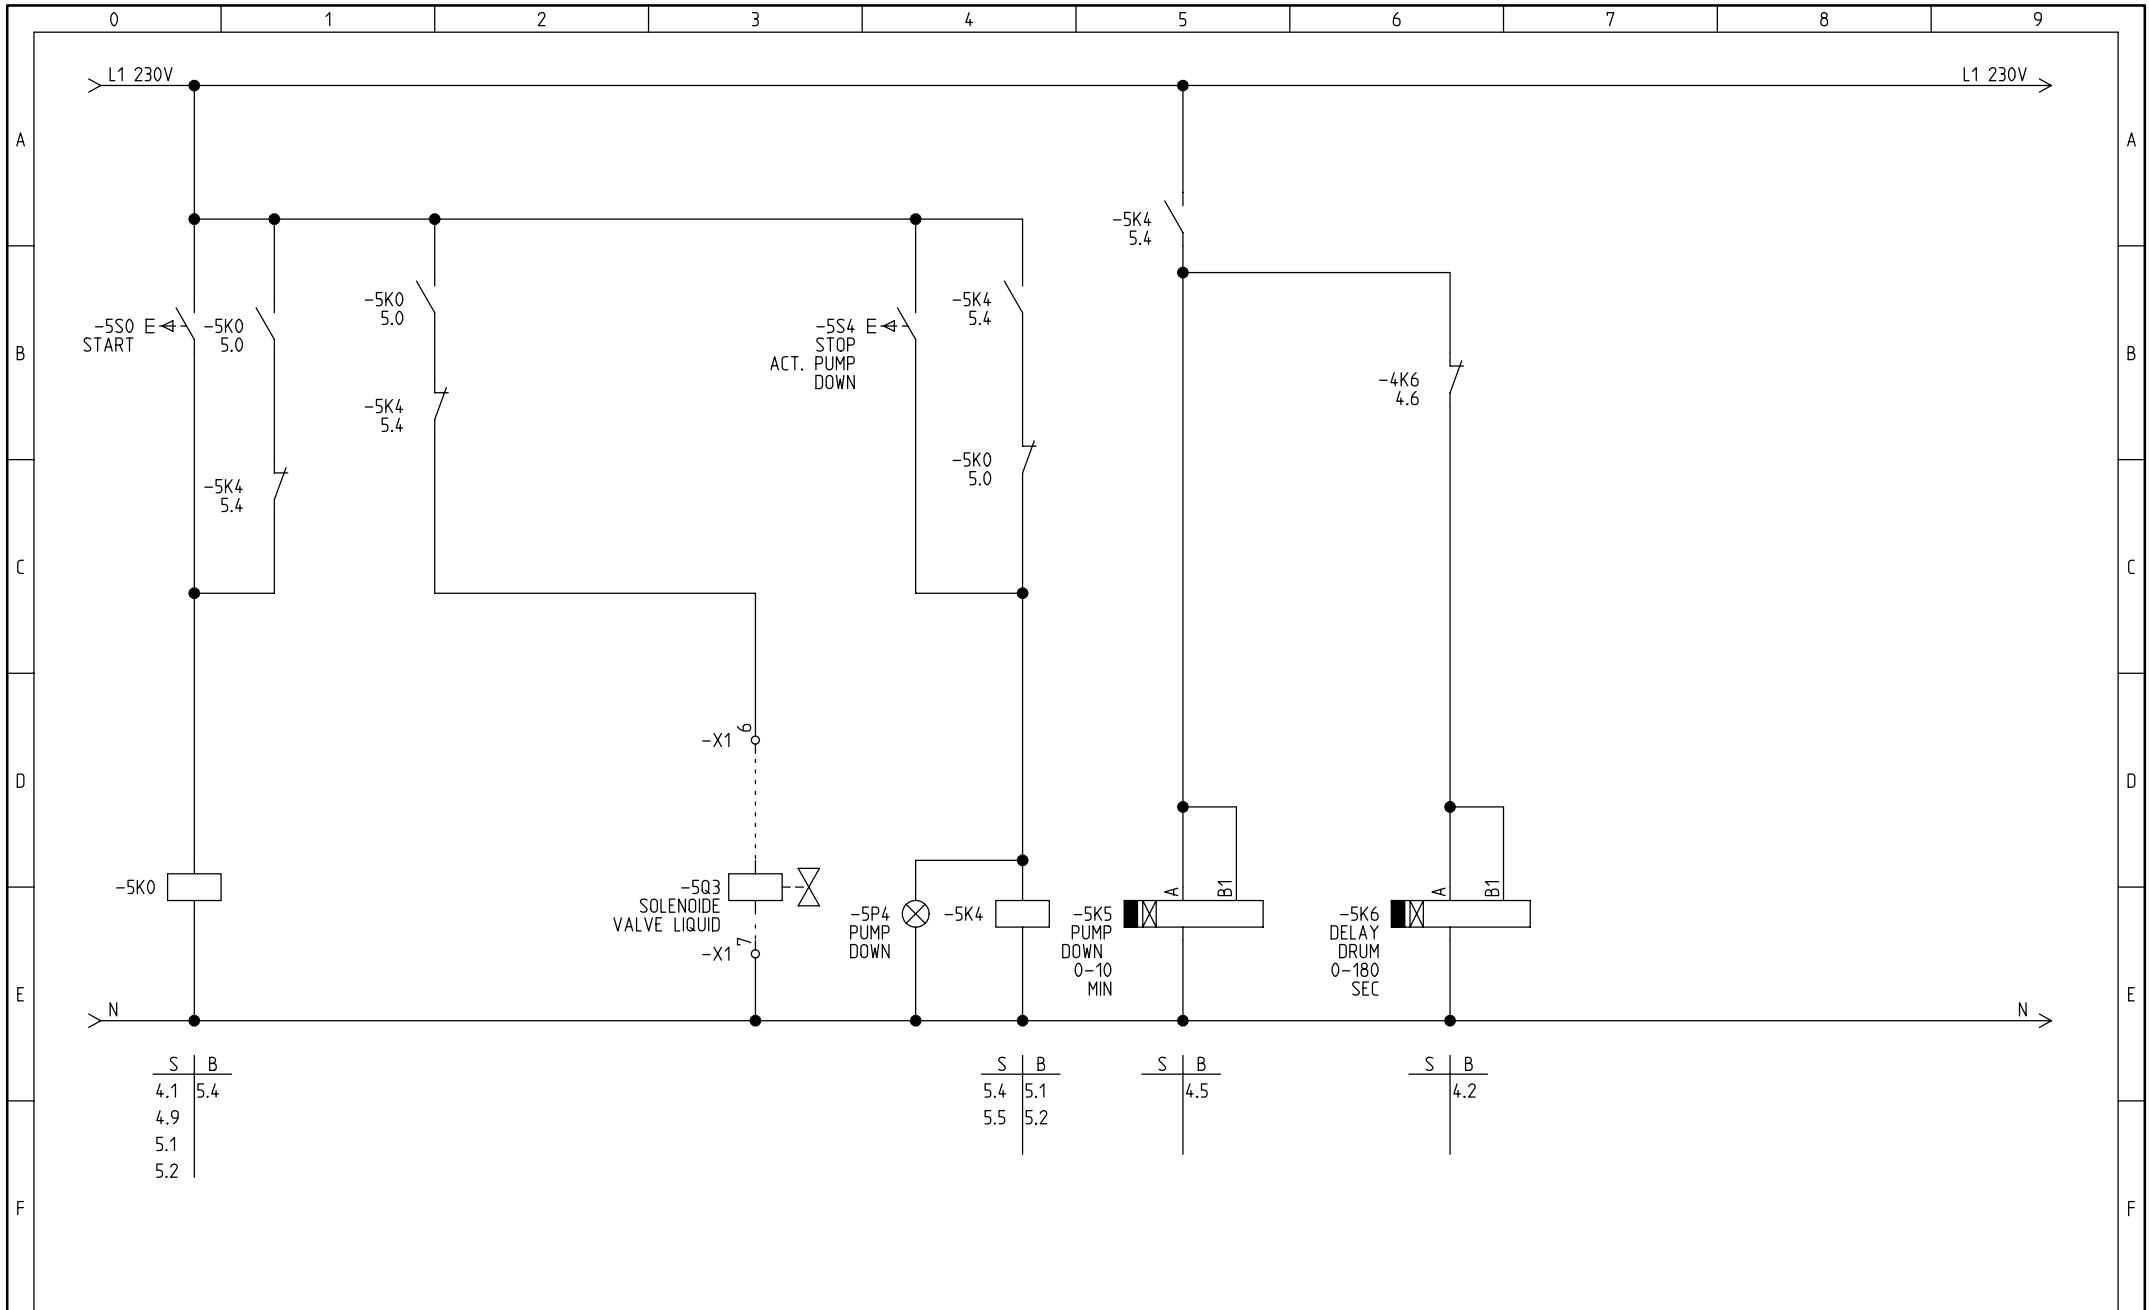 0 1 2 3 4 5 6 7 8 9
L1 230V L1 230V
A A
-5K4
5.4
-5K0
5.0
-5K4
5.4
-5S0 E
START
-5K0
5.0
-5S4 E
STOP
ACT. PUMP
DOWN
B B
-4K6
4.6
-5K4
5.4
-5K0
5.0
-5K4
5.4
C C
-X1 6
D D
-5K0
-5Q3
SOLENOIDE
VALVE LIQUID
-X1 7
-5P4
PUMP
DOWN
-5K4
A B1
-5K5
PUMP
DOWN
0-10
MIN
A B1
-5K6
DELAY
DRUM
0-180
SEC
E E
N N
S B
4.1 5.4
4.9
5.1
5.2
S B
5.4 5.1
5.5 5.2
S B
4.5
S B
4.2
F F